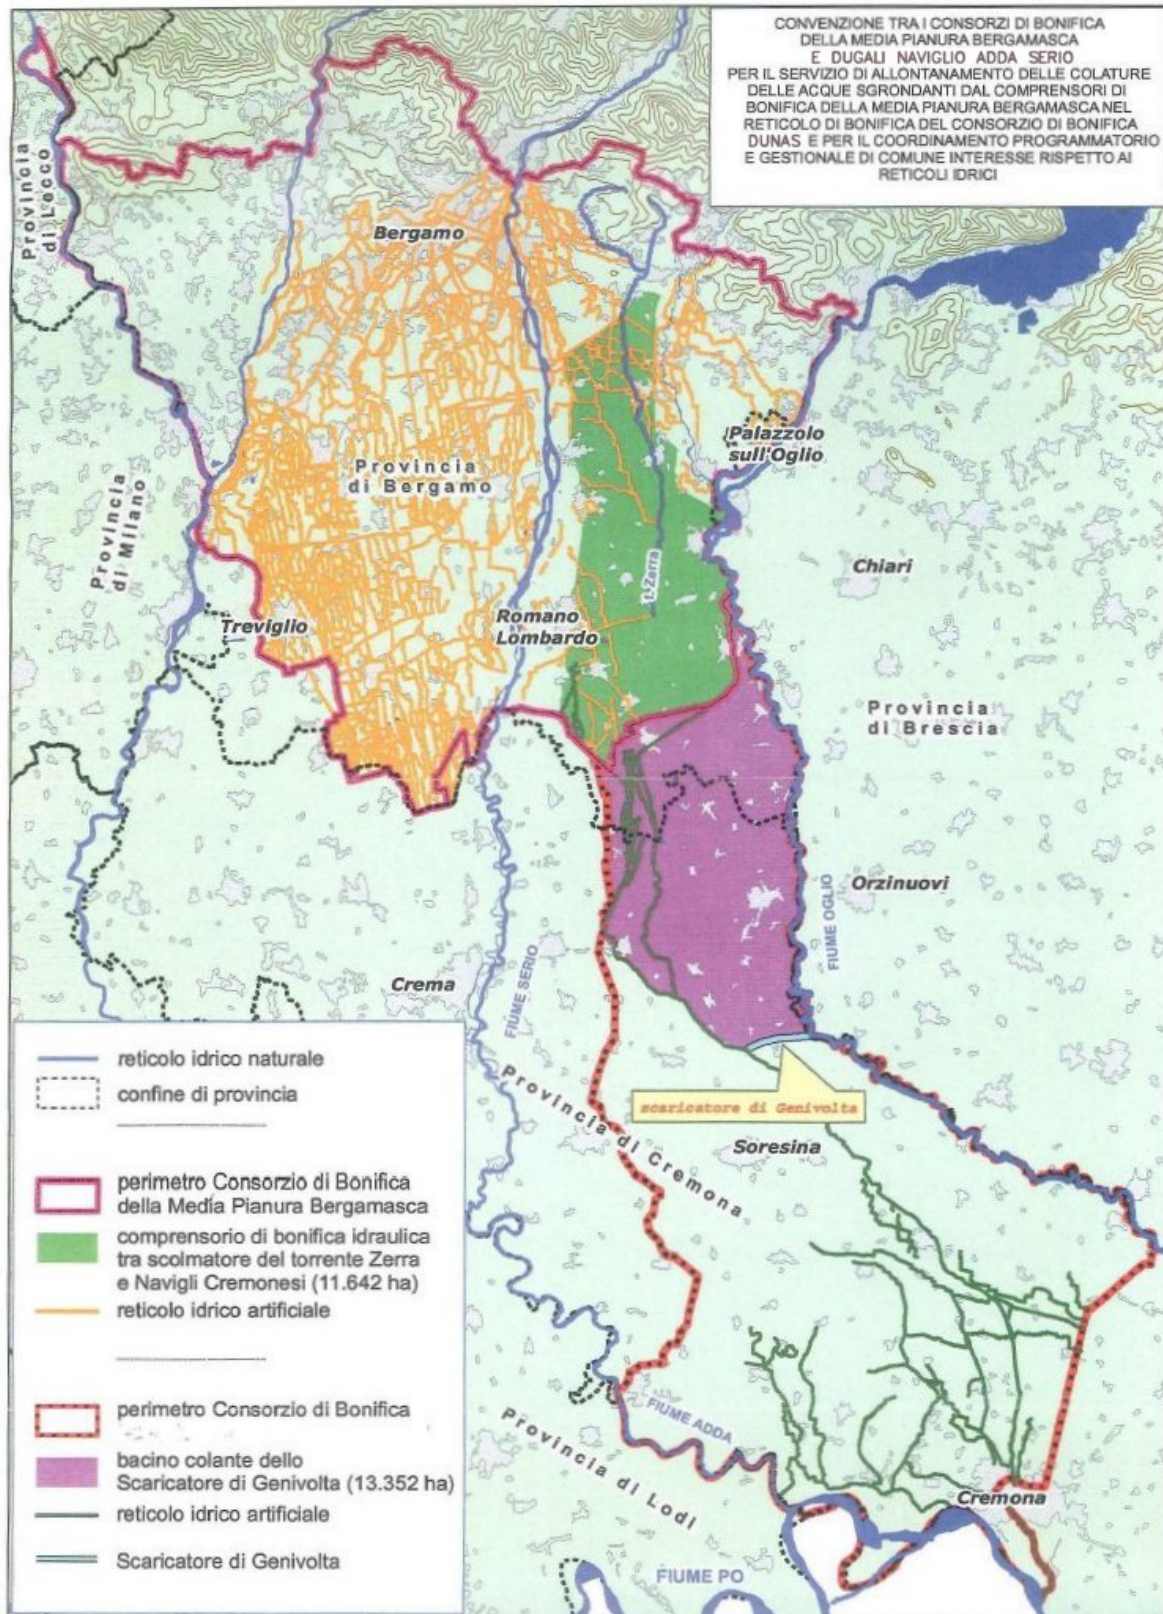 CONVENZIONE TRA I CONSORZI DI BONIFICA
DELLA MEDIA PIANURA BERGAMASCA
E DUGALI NAVIGLIO ADDA SERIO
PER IL SERVIZIO DI ALLONTANAMENTO DELLE COLATURE
DELLE ACQUE SGRONDANTI DAL COMPRENSORI DI
BONIFICA DELLA MEDIA PIANURA BERGAMASCA NEL
RETICOLO DI BONIFICA DEL CONSORZIO DI BONIFICA
DUNAS E PER IL COORDINAMENTO PROGRAMMATORIO
E GESTIONALE DI COMUNE INTERESSE RISPETTO AI
RETICOLI IDRICI
Provincia
di Lecco
Bergamo
Palazzolo
sull'Oglio
Provincia
di Bergamo
Provincia
di Milano
Chiari
t. Zerra
Treviglio
Romano
Lombardo
Provincia
di Brescia
Orzinuovi
FIUME OGLIO
Crema
FIUME SERIO
scaricatore di Genivolta
Provincia di Cremona
Soresina
FIUME ADDA
Provincia di Lodi
Cremona
FIUME PO
reticolo idrico naturale
confine di provincia
perimetro Consorzio di Bonifica
della Media Pianura Bergamasca
comprensorio di bonifica idraulica
tra scolmatore del torrente Zerra
e Navigli Cremonesi (11.642 ha)
reticolo idrico artificiale
perimetro Consorzio di Bonifica
bacino colante dello
Scaricatore di Genivolta (13.352 ha)
reticolo idrico artificiale
Scaricatore di Genivolta